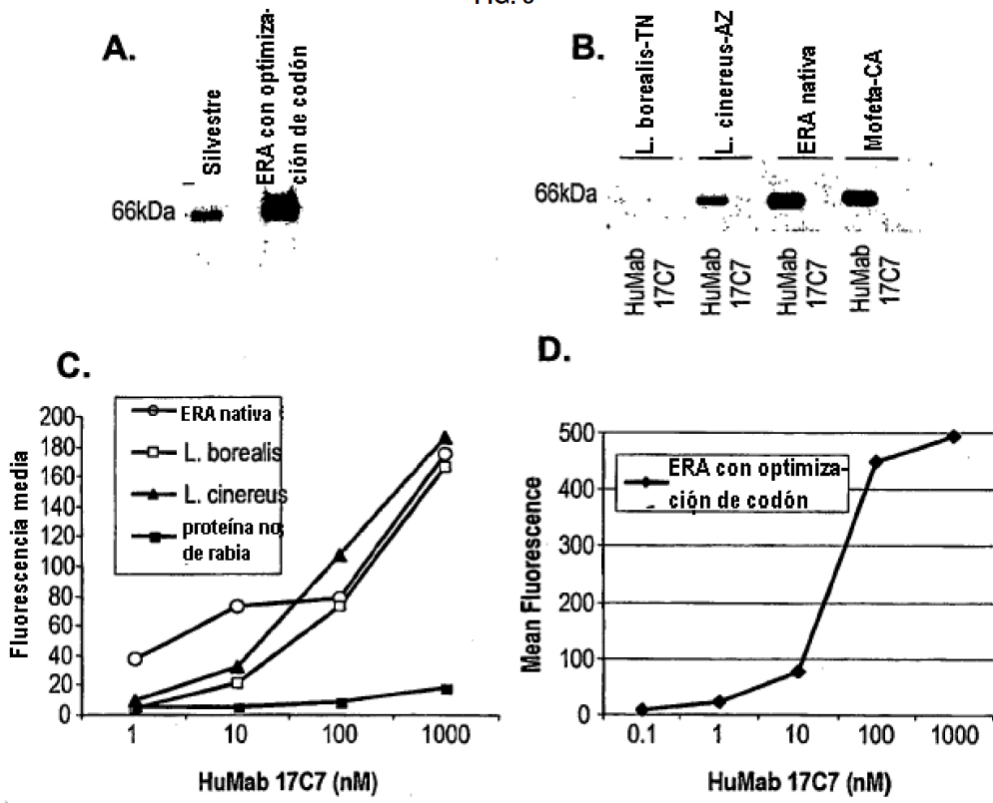 A.
Silvestre
ERA con optimiza-
ción de codón
66kDa
B.
L. borealis-TN
L. cinereus-AZ
ERA nativa
Mofeta-CA
66kDa
HuMab
17C7
HuMab
17C7
HuMab
17C7
HuMab
17C7
C.
ERA nativa
L. borealis
L. cinereus
proteína no
de rabia
Fluorescencia media
200
180
160
140
120
100
80
60
40
20
0
1 10 100 1000
HuMab 17C7 (nM)
D.
ERA con optimiza-
ción de codón
Mean Fluorescence
500
400
300
200
100
0
0.1 1 10 100 1000
HuMab 17C7 (nM)